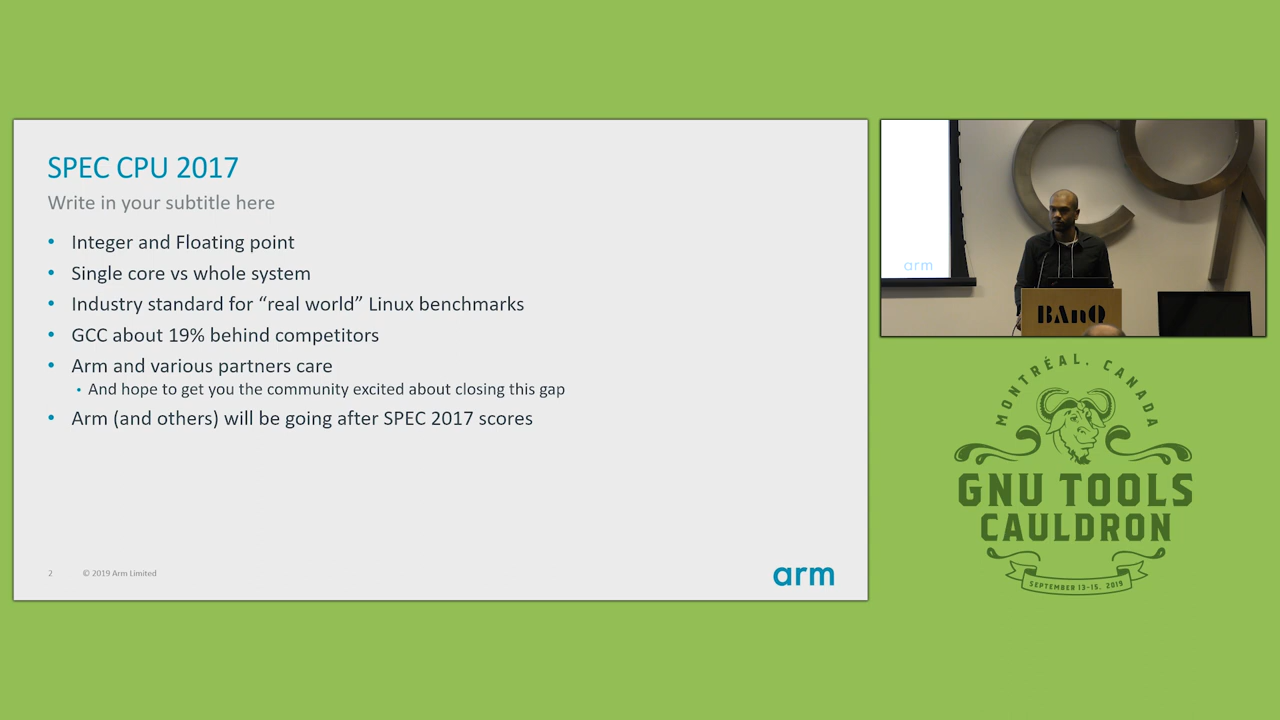 SPEC CPU 2017
Write in your subtitle here
• Integer and Floating point
• Single core vs whole system
• Industry standard for “real world” Linux benchmarks
• GCC about 19% behind competitors
• Arm and various partners care
• And hope to get you the community excited about closing this gap
• Arm (and others) will be going after SPEC 2017 scores
2 © 2019 Arm Limited
arm
arm
BAnQ
MONTRÉAL, CANADA
GNU TOOLS
CAULDRON
SEPTEMBER 13-15, 2019